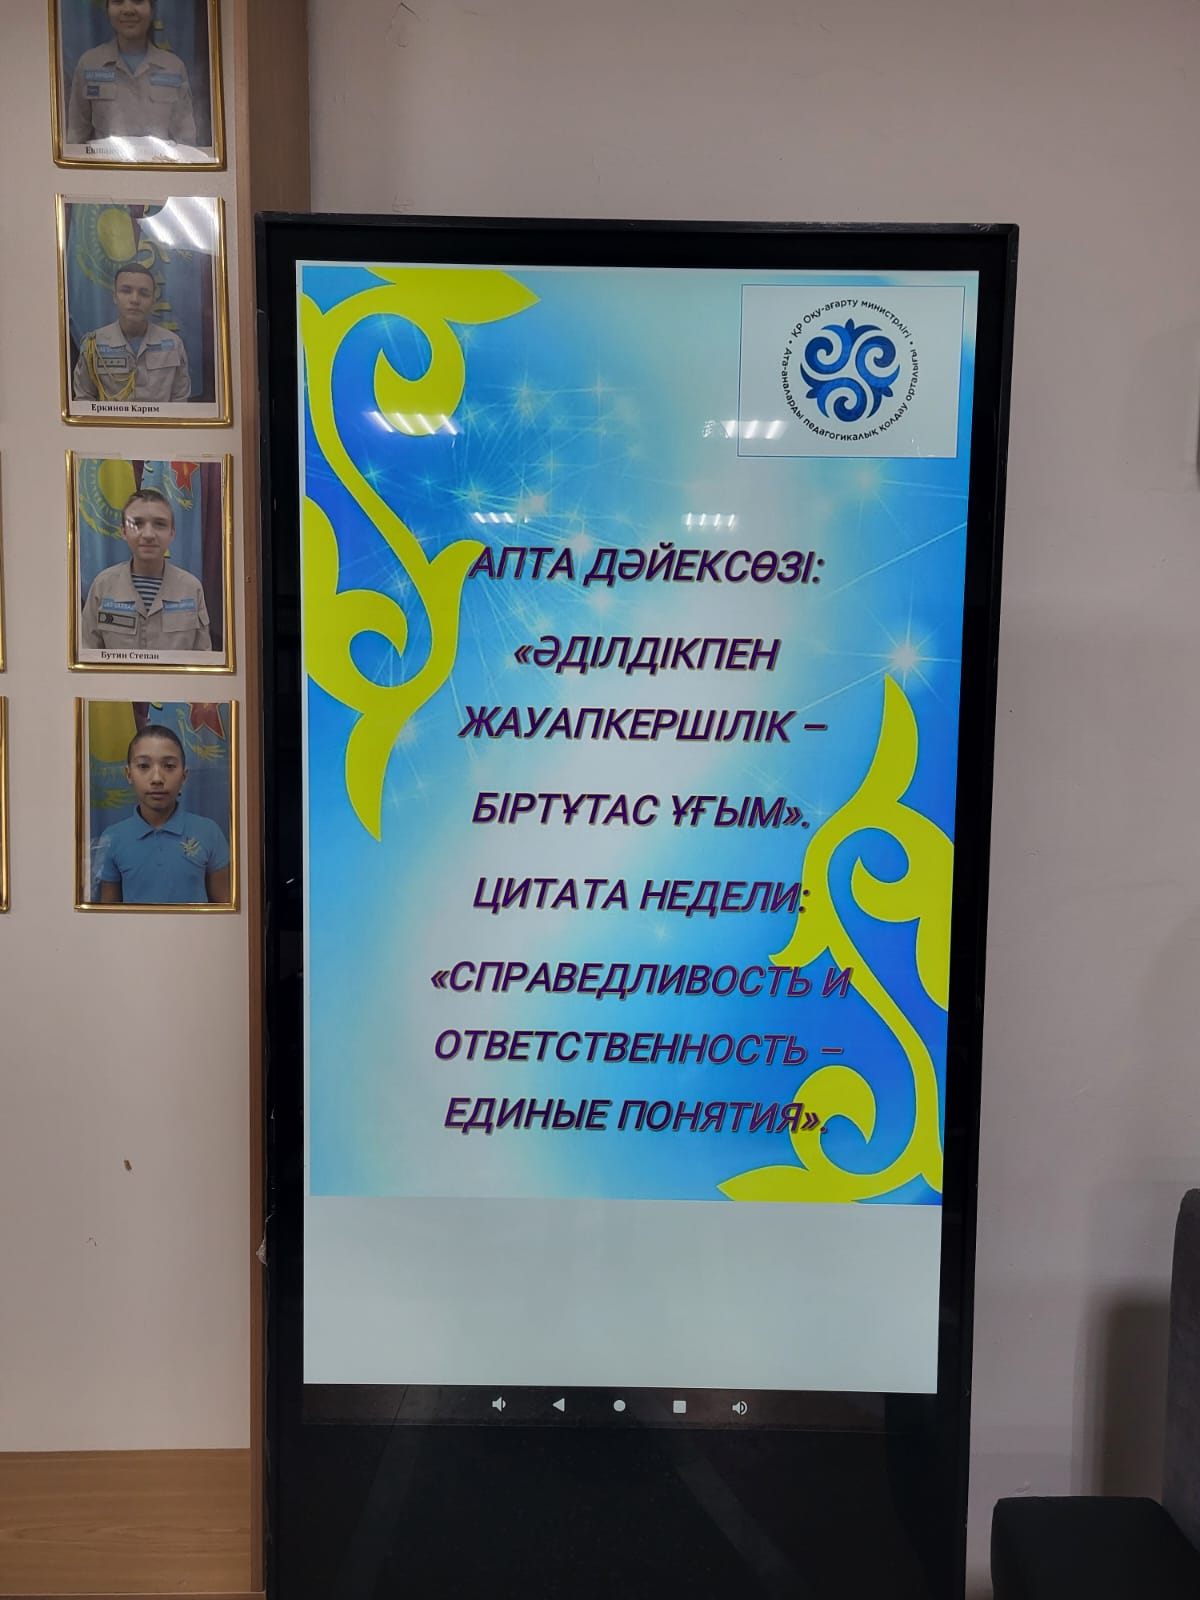 Еркинов Карим
Бутин Степан
ҚР Оқу-ағарту министрлігі •
Ата-аналарды педагогикалық қолдау орталығы •
АПТА ДӘЙЕКСӨЗІ:
«ӘДІЛДІКПЕН
ЖАУАПКЕРШІЛІК –
БІРТҰТАС ҰҒЫМ».
ЦИТАТА НЕДЕЛИ:
«СПРАВЕДЛИВОСТЬ И
ОТВЕТСТВЕННОСТЬ –
ЕДИНЫЕ ПОНЯТИЯ».